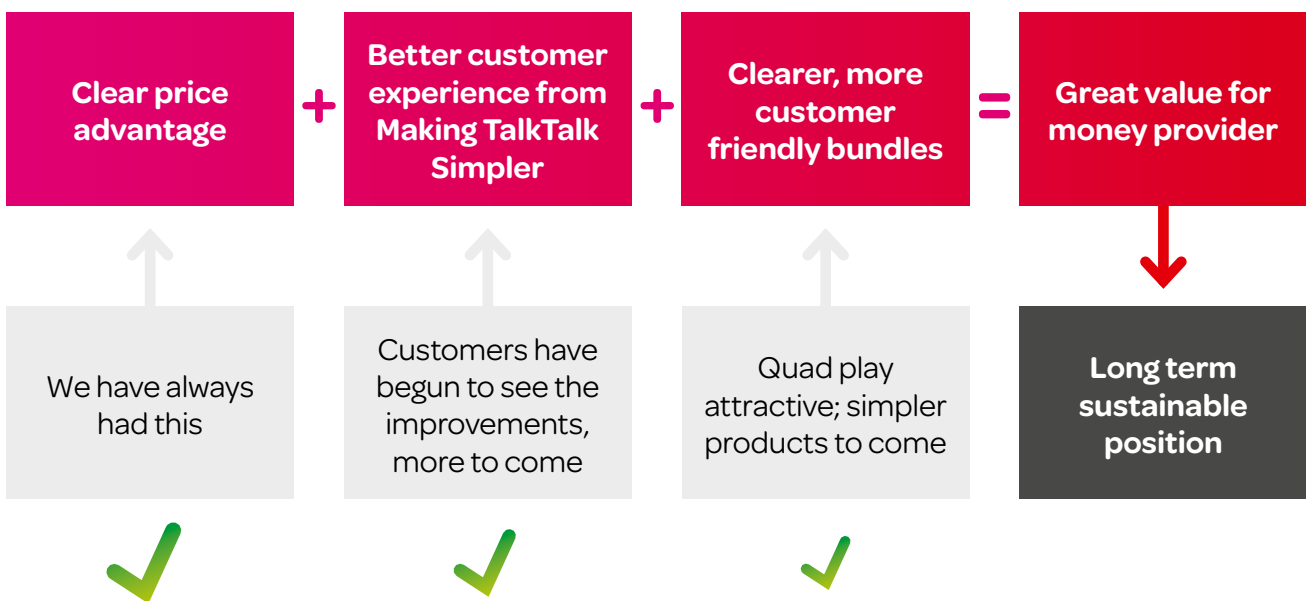 Clear price
advantage
+
Better customer
experience from
Making TalkTalk
Simpler
+
Clearer, more
customer
friendly bundles
=
Great value for
money provider
We have always
had this
Customers have
begun to see the
improvements,
more to come
Quad play
attractive; simpler
products to come
Long term
sustainable
position